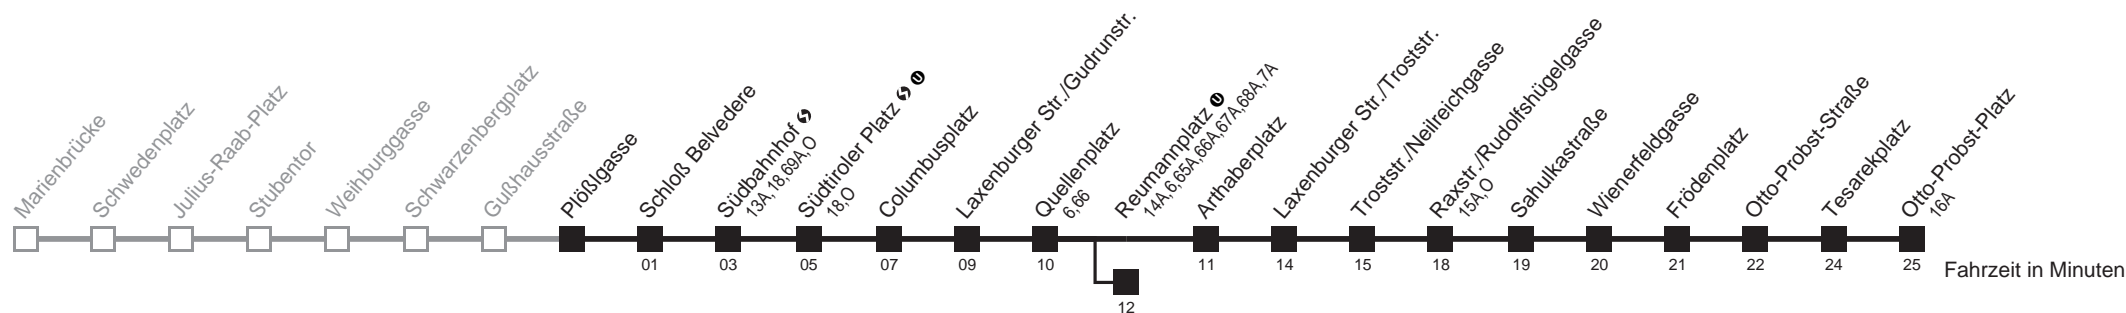 Marienbrücke
Schwedenplatz
Julius-Raab-Platz
Stubentor
Weihburggasse
Schwarzenbergplatz
Gußhausstraße
Plößlgasse
Schloß Belvedere
Südbahnhof S
13A,18,69A,O
Südtiroler Platz S U
18,O
Columbusplatz
Laxenburger Str./Gudrunstr.
Quellenplatz
6,66
Reumannplatz U
14A,6,65A,66A,67A,68A,7A
Arthaberplatz
Laxenburger Str./Troststr.
Troststr./Neilreichgasse
Raxstr./Rudolfshügelgasse
15A,O
Sahulkastraße
Wienerfeldgasse
Frödenplatz
Otto-Probst-Straße
Tesarekplatz
Otto-Probst-Platz
16A
01 03 05 07 09 10 11 14 15 18 19 20 21 22 24 25 Fahrzeit in Minuten
12